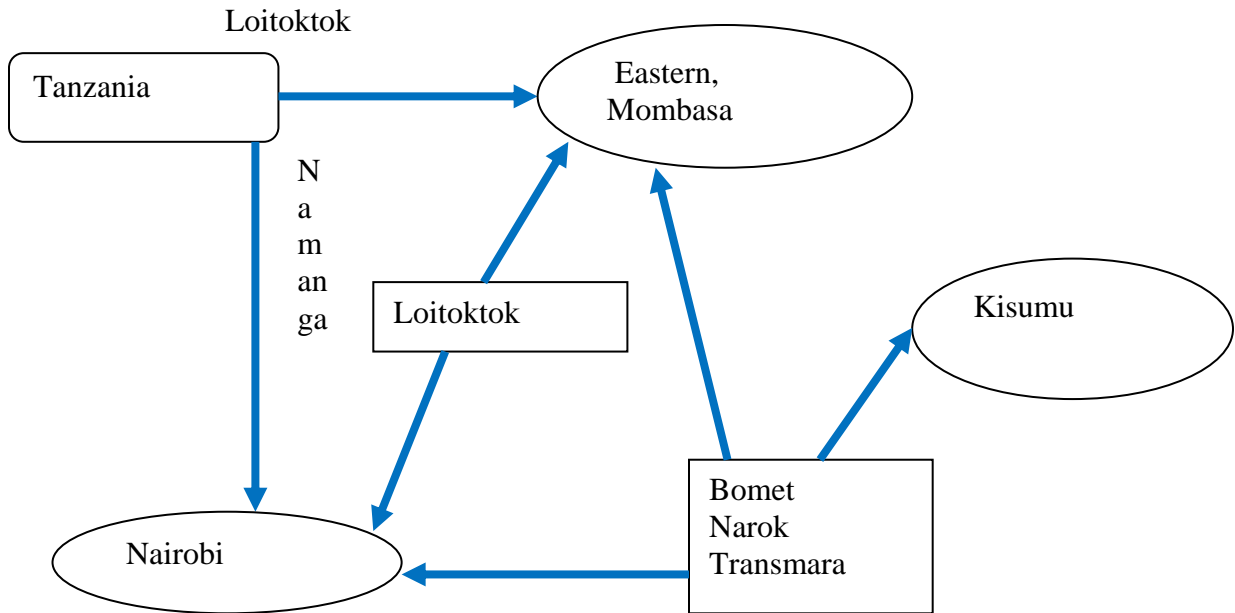 Loitoktok
Tanzania
Eastern,
Mombasa
N
a
m
an
ga
Loitoktok
Kisumu
Bomet
Narok
Transmara
Nairobi